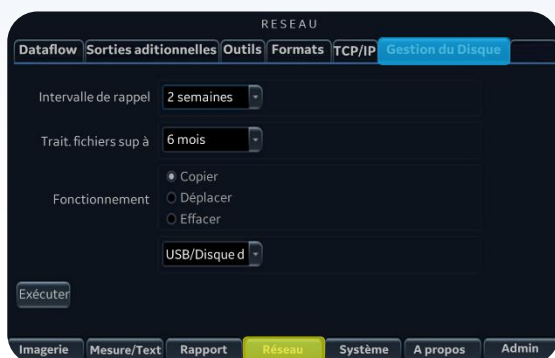 RESEAU
Dataflow Sorties aditionnelles Outils Formats TCP/IP Gestion du Disque
Intervalle de rappel 2 semaines
Trait. fichiers sup à 6 mois
Copier
Fonctionnement Déplacer
Effacer
USB/Disque d
Exécuter
Imagerie Mesure/Text Rapport Réseau Système A propos Admin